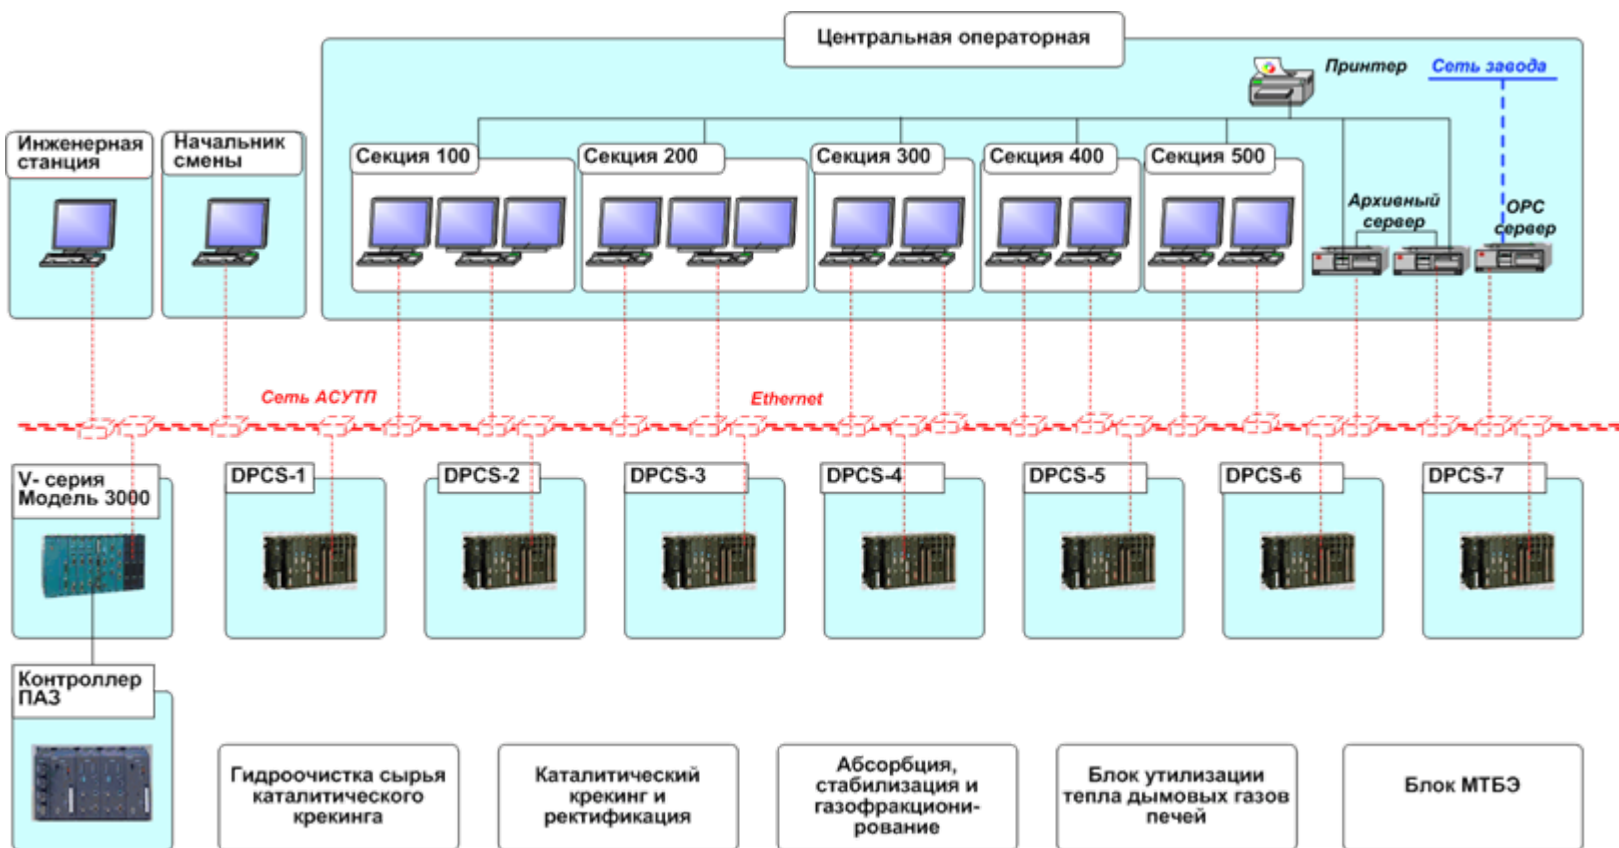 Центральная операторная
Принтер
Сеть завода
Инженерная
станция
Начальник
смены
Секция 100
Секция 200
Секция 300
Секция 400
Секция 500
Архивный
сервер
OPC
сервер
Сеть АСУТП
Ethernet
V- серия
Модель 3000
DPCS-1
DPCS-2
DPCS-3
DPCS-4
DPCS-5
DPCS-6
DPCS-7
Контроллер
ПАЗ
Гидроочистка сырья
каталитического
крекинга
Каталитический
крекинг и
ректификация
Абсорбция,
стабилизация и
газофракциони-
рование
Блок утилизации
тепла дымовых газов
печей
Блок МТБЭ